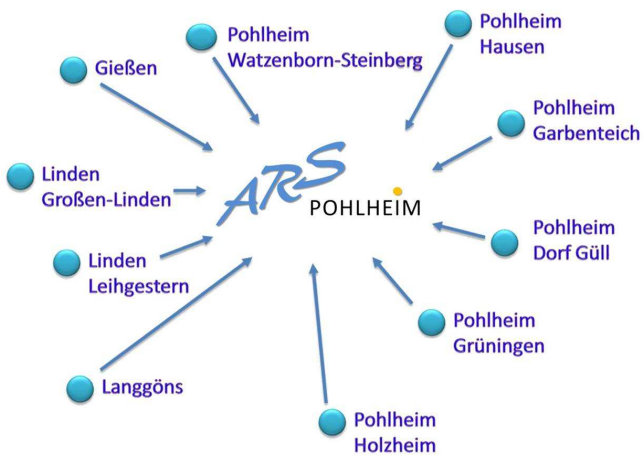 Pohlheim
Watzenborn-Steinberg
Pohlheim
Hausen
Gießen
Pohlheim
Garbenteich
Linden
Großen-Linden
ARS
POHLHEIM
Pohlheim
Dorf Güll
Linden
Leihgestern
Pohlheim
Grüningen
Langgöns
Pohlheim
Holzheim